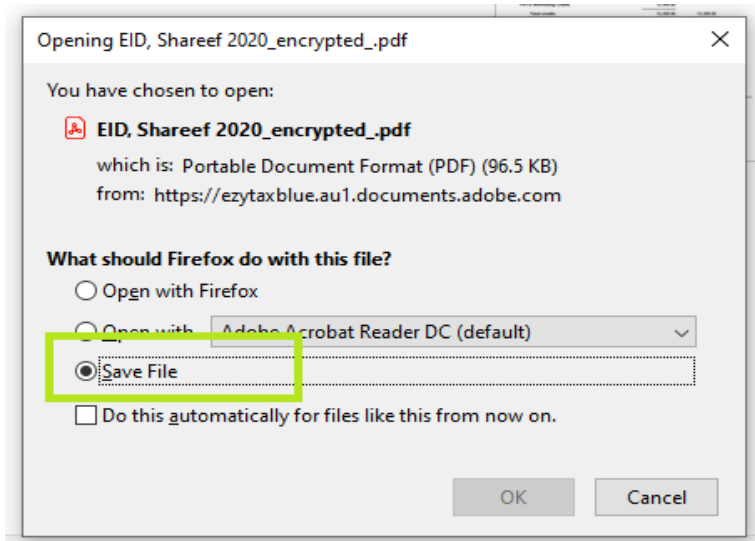 Total credits
Opening EID, Shareef 2020_encrypted_.pdf
You have chosen to open:
EID, Shareef 2020_encrypted_.pdf
which is: Portable Document Format (PDF) (96.5 KB)
from: https://ezytaxblue.au1.documents.adobe.com
What should Firefox do with this file?
Open with Firefox
Open with Adobe Acrobat Reader DC (default)
Save File
Do this automatically for files like this from now on.
OK Cancel